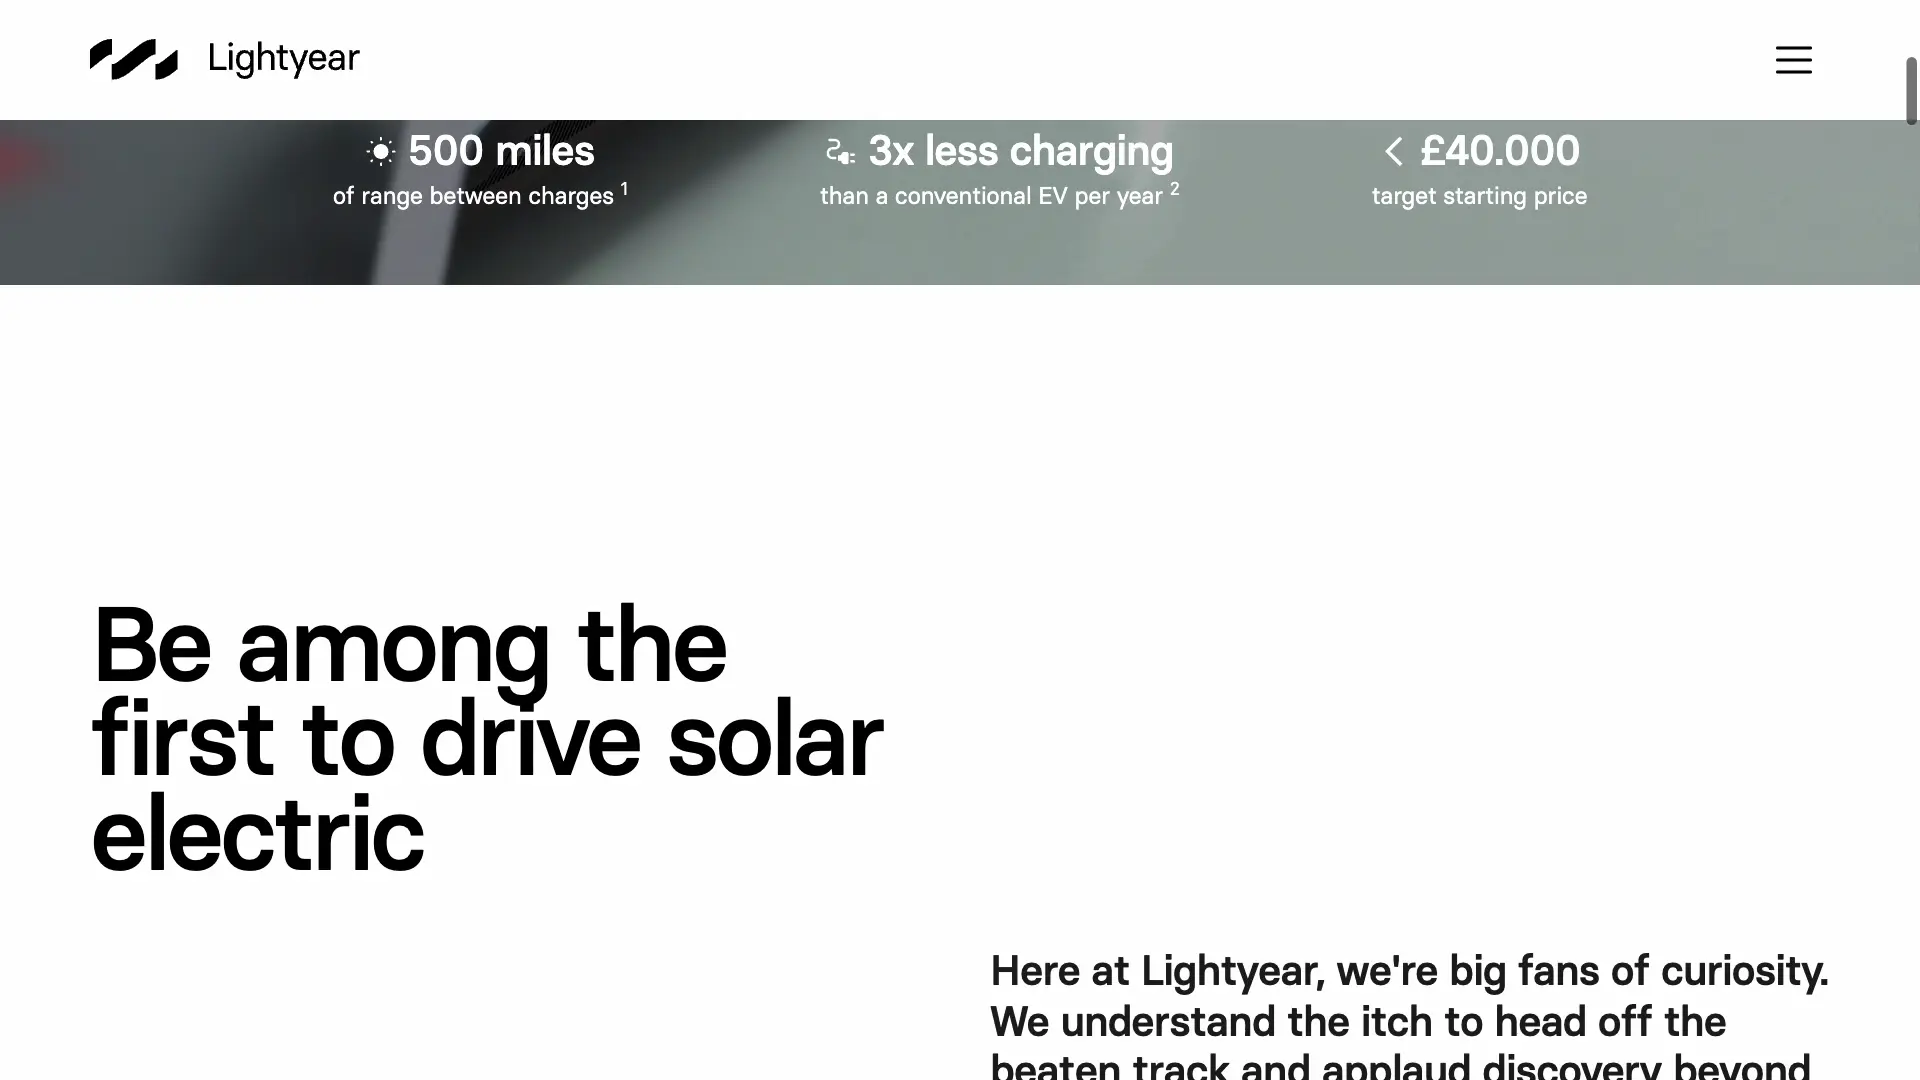 Lightyear
500 miles
of range between charges 1
3x less charging
than a conventional EV per year 2
< £40.000
target starting price
Be among the
first to drive solar
electric
Here at Lightyear, we're big fans of curiosity.
We understand the itch to head off the
beaten track and applaud discovery beyond